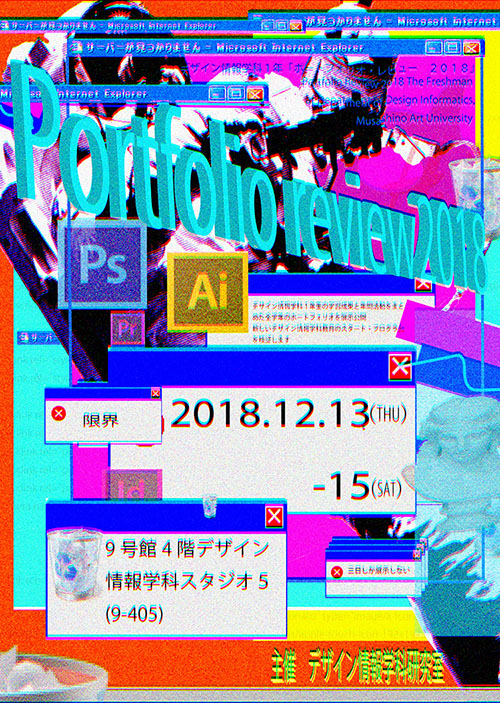 が見つかりません - Microsoft Internet
サーバーが見つかりません - Microsoft Internet Explorer
デザイン情報学科1年「ポートフォリオ・レビュー 2018
Portfolio Review 2018 The Freshman
Design Informatics,
Musashino Art University
Microsoft Internet Explorer
Portfolio review 2018
Ps
Ai
Pr
デザイン情報学科1年生の学習成果と年間活動をまと
めた全学年のポートフォリオを展示公開
新しいデザイン情報学科教育のスタート・プログラム
を検証します
サーバ
限界
2018.12.13(THU)
-15(SAT)
Id
9号館4階デザイン
情報学科スタジオ5
(9-405)
三日しか展示しない
主催 デザイン情報学科研究室